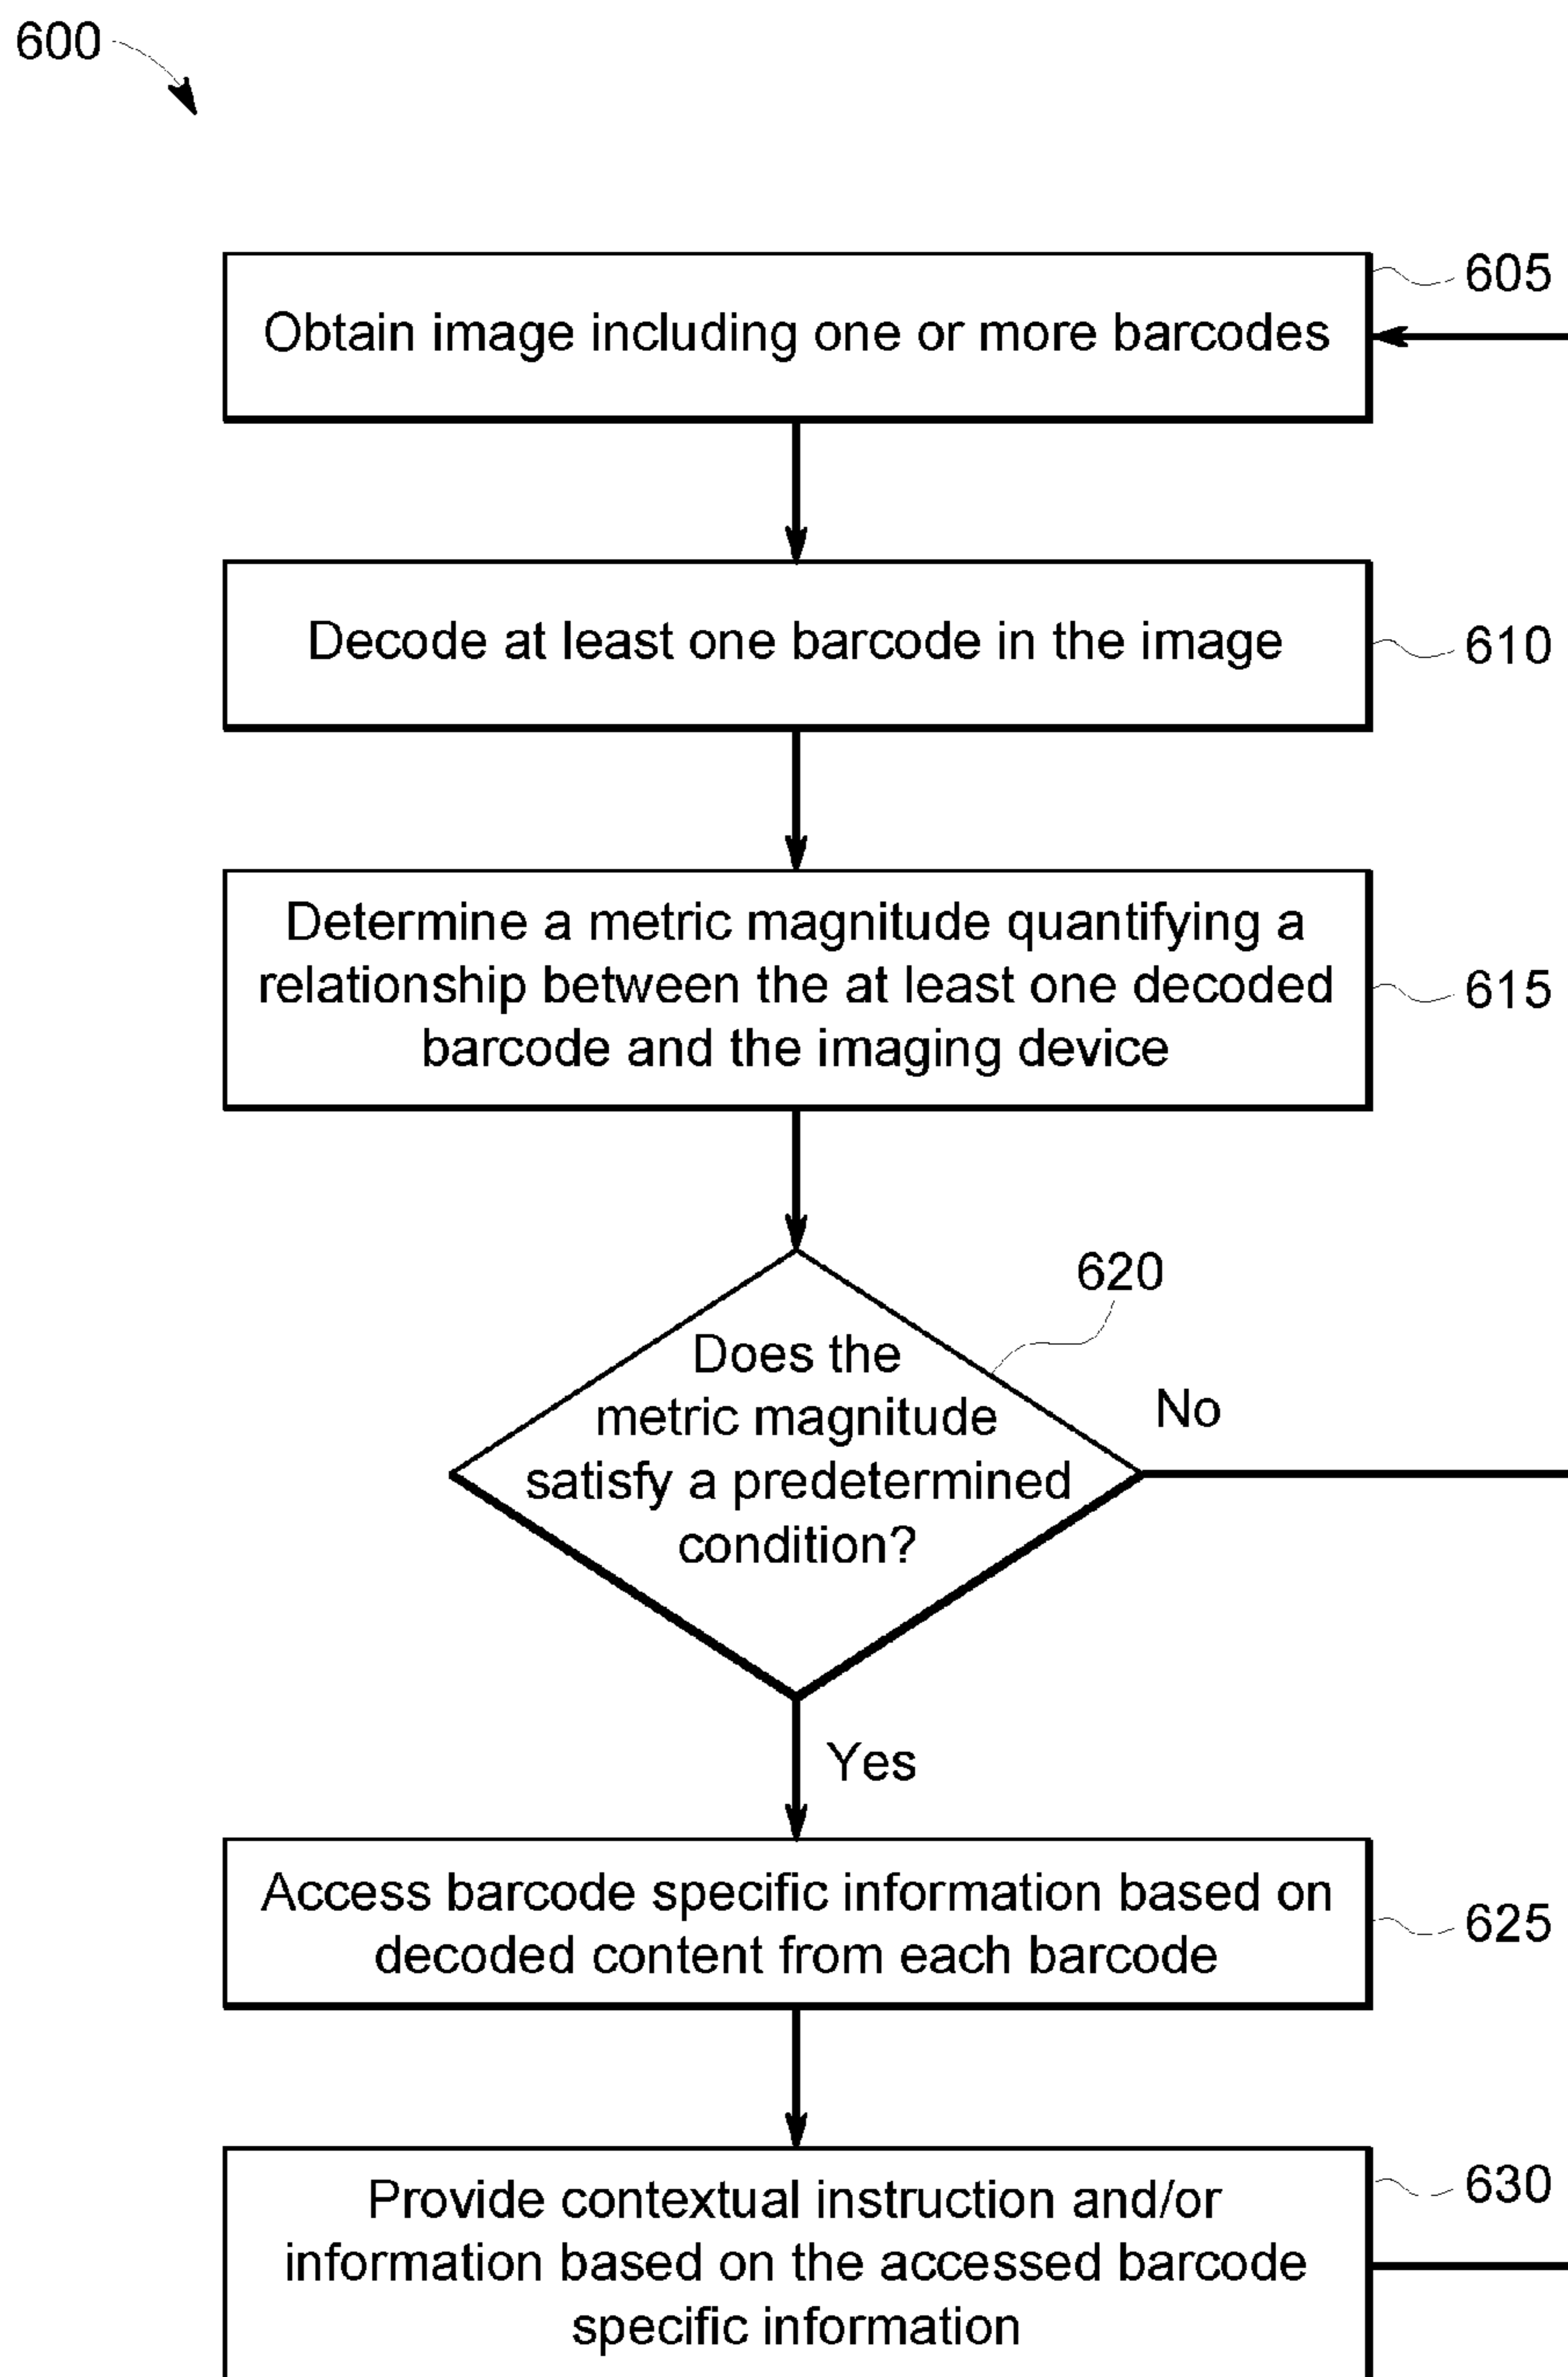 600
605
Obtain image including one or more barcodes
Decode at least one barcode in the image
610
Determine a metric magnitude quantifying a
relationship between the at least one decoded
barcode and the imaging device
615
620
Does the
metric magnitude
satisfy a predetermined
condition?
No
Yes
Access barcode specific information based on
decoded content from each barcode
625
630
Provide contextual instruction and/or
information based on the accessed barcode
specific information